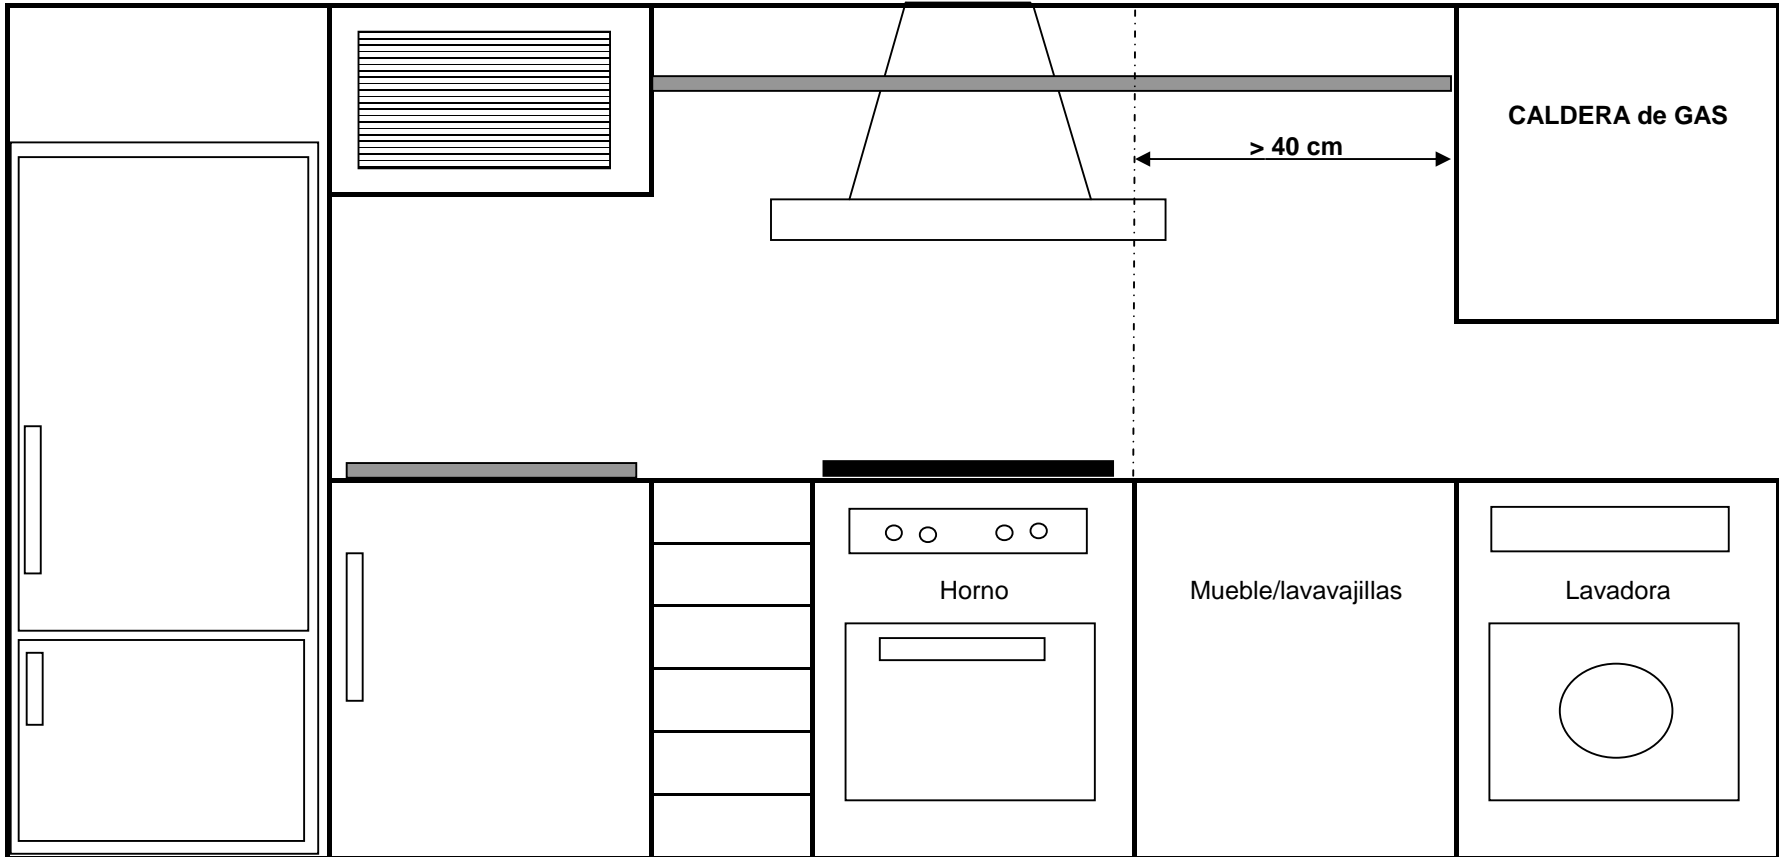 CALDERA de GAS
> 40 cm
Horno
Mueble/lavavajillas
Lavadora